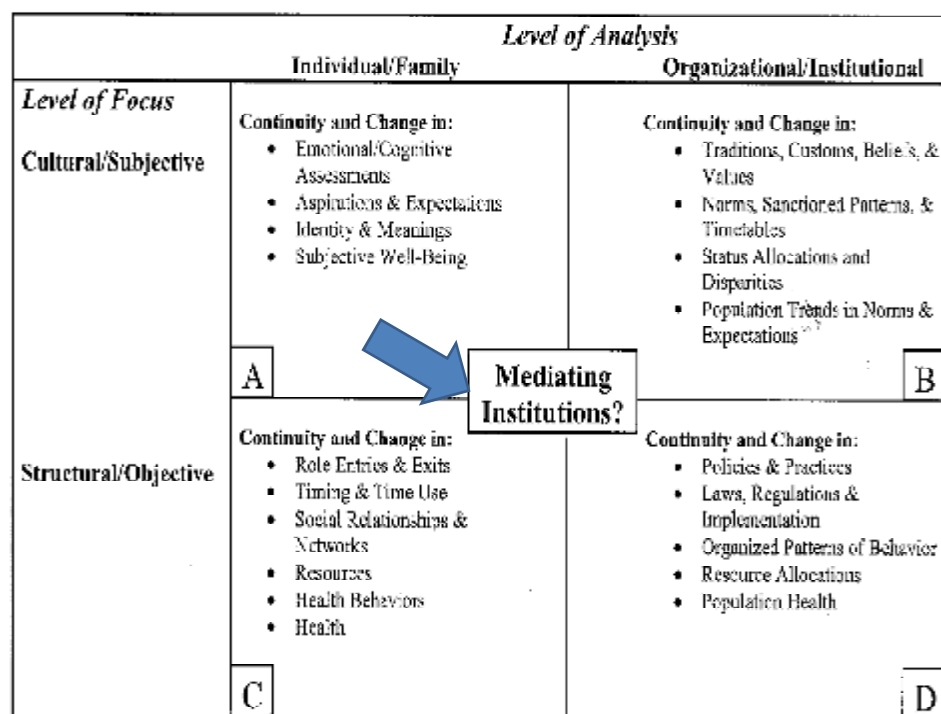 Level of Analysis
Individual/Family
Organizational/Institutional
Level of Focus
Cultural/Subjective
Continuity and Change in:
• Emotional/Cognitive
Assessments
• Aspirations & Expectations
• Identity & Meanings
• Subjective Well-Being
A
Continuity and Change in:
• Traditions, Customs, Beliefs, &
Values
• Norms, Sanctioned Patterns, &
Timetables
• Status Allocations and
Disparities
• Population Trends in Norms &
Expectations
B
Mediating
Institutions?
Structural/Objective
Continuity and Change in:
• Role Entries & Exits
• Timing & Time Use
• Social Relationships &
Networks
• Resources
• Health Behaviors
• Health
C
Continuity and Change in:
• Policies & Practices
• Laws, Regulations &
Implementation
• Organized Patterns of Behavior
• Resource Allocations
• Population Health
D